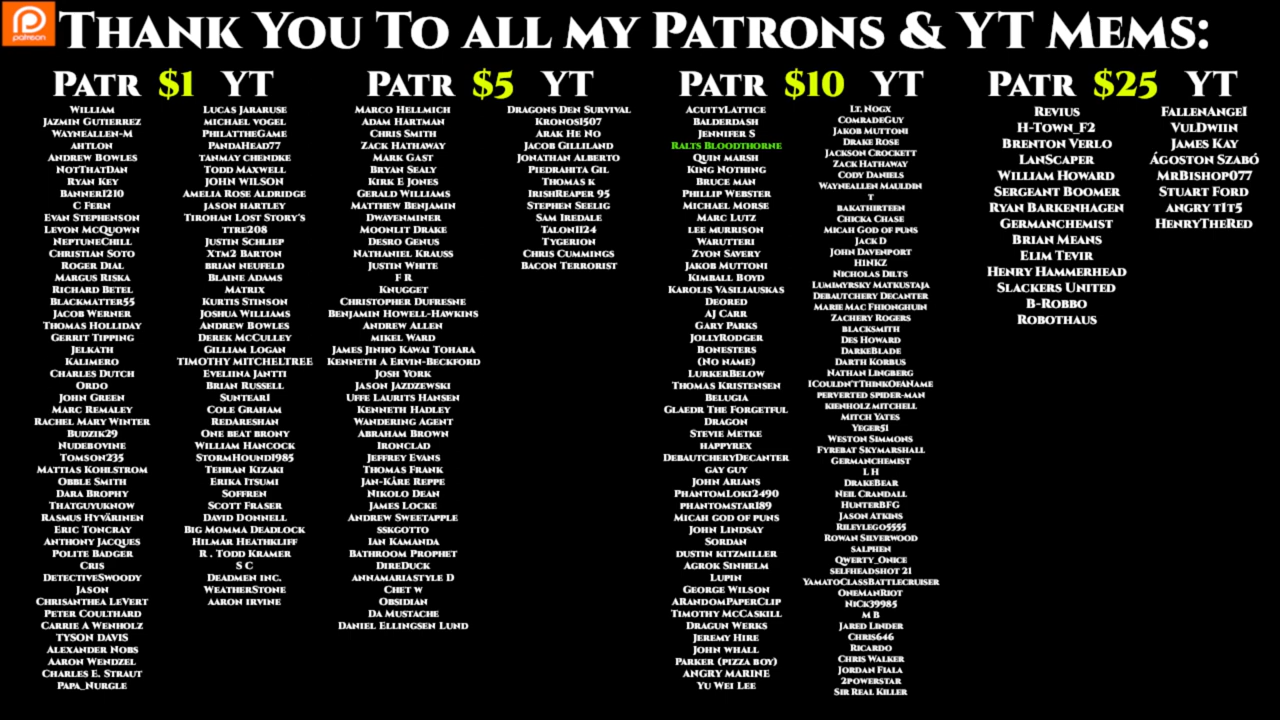 patreon
Thank You To all my Patrons & YT Mems:
Patr $1 YT
William
Jazmin Gutierrez
Wayneallen-M
ahtlon
Andrew Bowles
NotThatDan
Ryan Key
Banner1210
C Fern
Evan Stephenson
Levon McQuown
NeptuneChill
Christian Soto
Roger Dial
Margus Riska
Richard Betel
Blackmatter55
Jacob Werner
Thomas Holliday
Gerrit Tipping
Jelkath
Kalimero
Charles Dutch
Ordo
John Green
Marc Remaley
Rachel Mary Winter
Budzik29
Nudebovine
Tomson235
Mattias Kohlstrom
Obble Smith
Dara Brophy
Thatguyuknow
Rasmus Hyvärinen
Eric Toncray
Anthony Jacques
Polite Badger
Cris
DetectiveSwoody
Jason
Chrisanthea LeVert
Peter Coulthard
Carrie A Wenholz
TYSON DAVIS
Alexander Nobs
Aaron Wendzel
Charles E. Straut
Papa_Nurgle
Lucas Jararuse
michael vogel
PhilattheGame
PandaHead77
tanmay chendke
Todd Maxwell
JOHN WILSON
Amelia Rose Aldridge
jason hartley
Tirohan Lost Story's
ttre208
Justin Schliep
Xtm2 Barton
brian neufeld
Blaine Adams
Matrix
Kurtis Stinson
Joshua Williams
Andrew Bowles
Derek McCulley
Gilliam Logan
TIMOTHY MITCHELTREE
Eveliina Jantti
Brian Russell
Suntear1
Cole Graham
Redareshan
One beat brony
William Hancock
StormHound1985
Tehran Kizaki
Erika Itsumi
Soffren
Scott Fraser
David Donnell
Big Momma Deadlock
Hilmar Heathkliff
R . Todd Kramer
S C
Deadmen inc.
WeatherStone
aaron irvine
Patr $5 YT
Marco Hellmich
Adam Hartman
Chris Smith
Zack Hathaway
Mark Gast
Bryan Sealy
Kirk E Jones
Gerald Williams
Matthew Benjamin
Dwavenminer
Moonlit Drake
Desro Genus
Nathaniel Krauss
Justin White
F R
Knugget
Christopher Dufresne
Benjamin Howell-Hawkins
Andrew Allen
mikel Ward
James Jinho Kawai Tohara
Kenneth A Ervin-Beckford
Josh York
Jason Jazdzewski
Uffe Laurits Hansen
Kenneth Hadley
Wandering Agent
Abraham Brown
Ironclad
Jeffrey Evans
Thomas Frank
Jan-Kåre Reppe
Nikolo Dean
James Locke
Andrew Sweetapple
sskgotto
Ian Kamanda
Bathroom Prophet
DireDuck
annamariastyle D
Chet w
Obsidian
Da Mustache
Daniel Ellingsen Lund
Dragons Den Survival
Kronos1507
Arak He No
Jacob Gilliland
Jonathan Alberto
Piedrahita Gil
Thomas k
IrishReaper 95
Stephen Seelig
Sam Iredale
Talon1124
Tygerion
Chris Cummings
Bacon Terrorist
Patr $10 YT
AcuityLattice
Balderdash
Jennifer S
Ralts Bloodthorne
Quin marsh
King Nothing
Bruce man
Phillip Webster
Michael Morse
Marc Lutz
lee murrison
Warutteri
Zyon Savery
Jakob Muttoni
Kimball Boyd
Karolis Vasiliauskas
Deored
AJ Carr
Gary Parks
JollyRodger
Bonesters
(No name)
LurkerBelow
Thomas Kristensen
Belugia
Glaedr The Forgetful
Dragon
Stevie Metke
happyrex
DebautcheryDecanter
gay guy
John Arians
PhantomLoki2490
phantomstar189
Micah god of puns
John Lindsay
Sordan
dustin kitzmiller
Agrok Sinhelm
Lupin
George Wilson
ARandomPaperClip
Timothy McCaskill
Dragun Werks
Jeremy Hire
John whall
Parker (pizza boy)
Angry Marine
Yu Wei Lee
Lt. Nogx
ComradeGuy
Jakob Muttoni
Drake Rose
Jackson Crockett
Zack Hathaway
Cody Daniels
Wayneallen Mauldin
T
bakathirteen
Chicka Chase
Micah God of puns
Jack D
John Davenport
H1NKZ
Nicholas Dilts
Lumimyrsky Matkustaja
Debautchery Decanter
Marie Mac Fhionghuin
Zachery Rogers
blacksmith
Des Howard
DarkeBlade
Darth Korbus
Nathan Lingberg
ICouldn'tThinkOfAName
perverted spider-man
kienholz mitchell
Mitch Yates
Yeger51
Weston Simmons
Fyrebat Skymarshall
Germanchemist
L H
DrakeBear
Neil Crandall
HunterBFG
Jason Atkins
Rileylego5555
Rowan Silverwood
salphen
Qwerty_Onice
selfheadshot 21
YamatoClassBattlecruiser
OneManRiot
NiCk39985
M B
Jared Linder
Chris646
Ricardo
Chris Walker
Jordan Fiala
2powerstar
Sir Real Killer
Patr $25 YT
Revius
H-Town_F2
Brenton Verlo
LanScaper
William Howard
Sergeant Boomer
Ryan Barkenhagen
Germanchemist
Brian Means
Elim Tevir
Henry Hammerhead
Slackers United
B-Robbo
Robothaus
FallenAngel
VulDwiin
James Kay
Ágoston Szabó
MrBishop077
Stuart Ford
angry t1t5
HenryTheRed